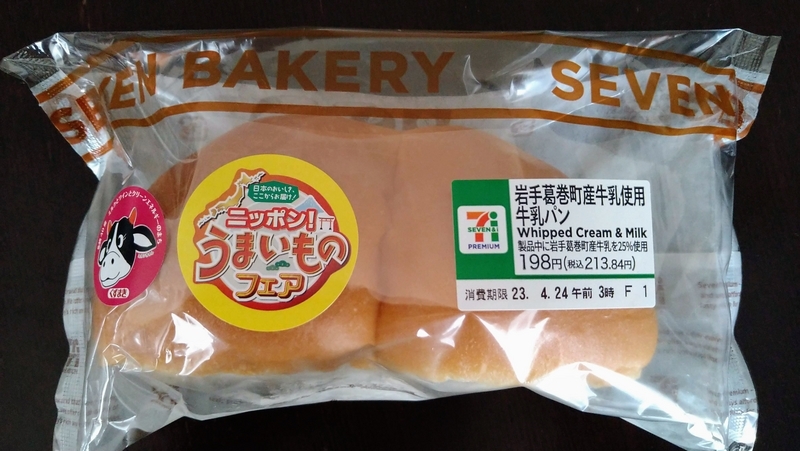 SEVEN BAKERY SEVEN
日本のおいしさ、
ここからお届け!
ニッポン!
うまいもの
フェア
くずまき
SEVEN & i
PREMIUM
岩手葛巻町産牛乳使用
牛乳パン
Whipped Cream & Milk
製品中に岩手葛巻町産牛乳を25%使用
198円(税込213.84円)
消費期限 23. 4.24 午前 3時 F 1